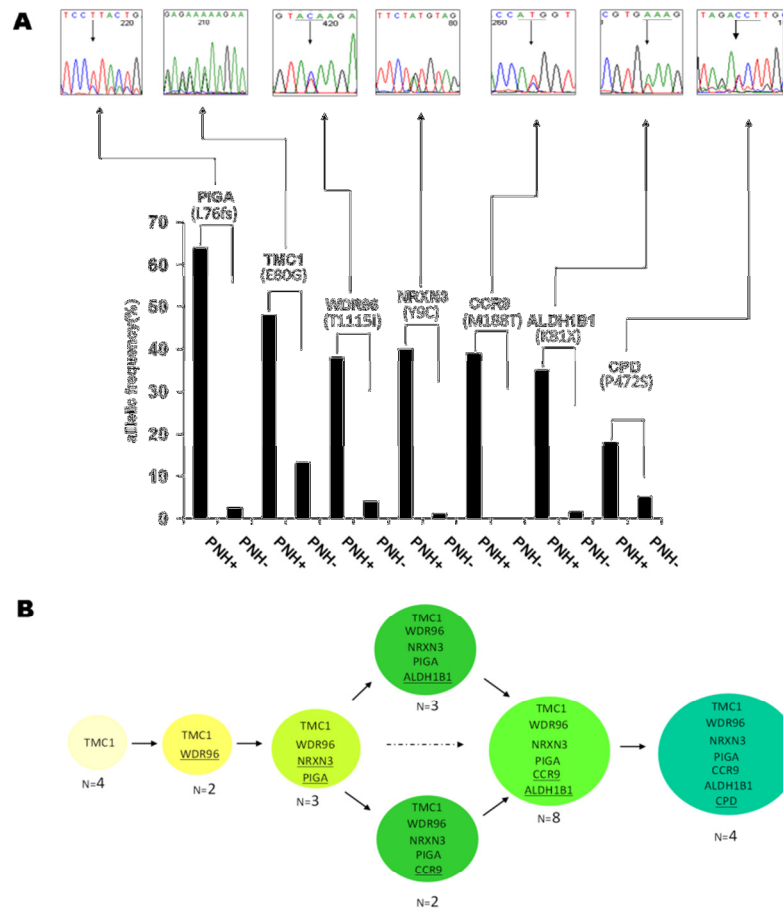 A
TCCTTACTG
220
GAGAAAAAGAA
210
GTACAAGA
420
TTCTATGTAG
80
CCATGGT
260
CGTGAAAG
TAGACCTTG
PIGA
(L76fs)
TMC1
(E80G)
WDR96
(T1115I)
NRXN3
(Y9C)
CCR9
(M188T)
ALDH1B1
(K81X)
CPD
(P472S)
allelic frequency(%)
70
60
50
40
30
20
10
0
PNH+
PNH-
PNH+
PNH-
PNH+
PNH-
PNH+
PNH-
PNH+
PNH-
PNH+
PNH-
PNH+
PNH-
B
TMC1
N=4
TMC1
WDR96
N=2
TMC1
WDR96
NRXN3
PIGA
N=3
TMC1
WDR96
NRXN3
PIGA
ALDH1B1
N=3
TMC1
WDR96
NRXN3
PIGA
CCR9
N=2
TMC1
WDR96
NRXN3
PIGA
CCR9
ALDH1B1
N=8
TMC1
WDR96
NRXN3
PIGA
CCR9
ALDH1B1
CPD
N=4